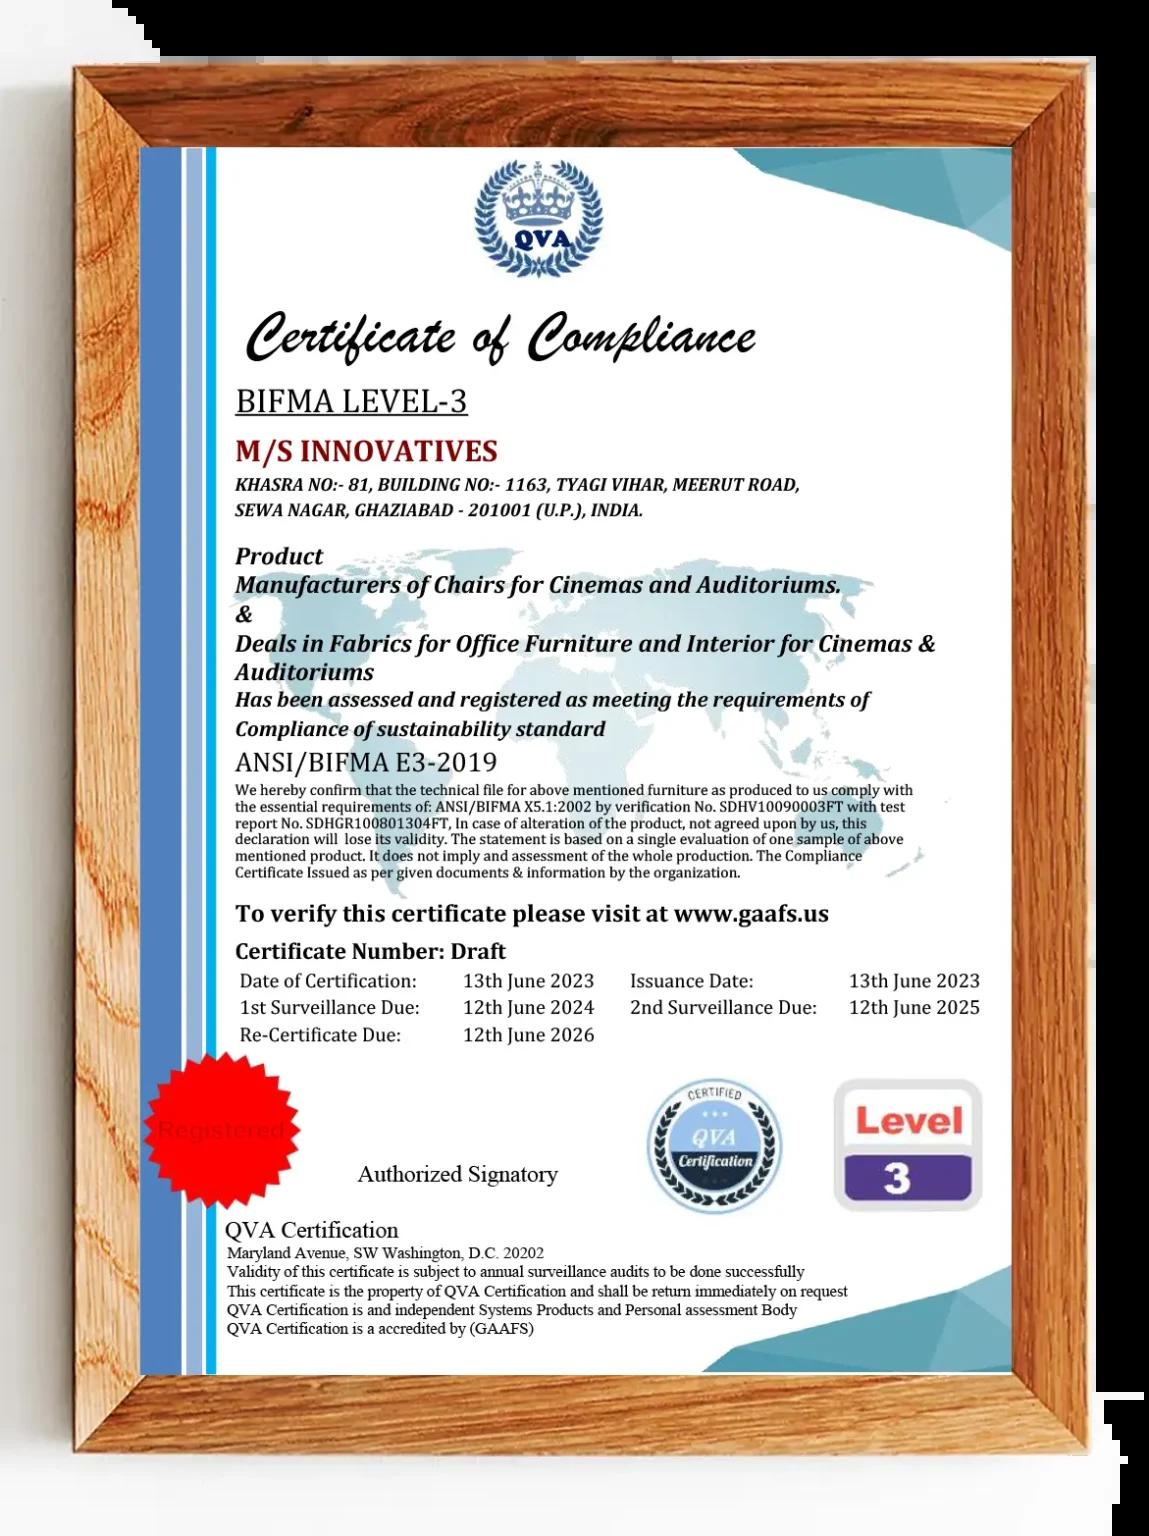 QVA
Certificate of Compliance
BIFMA LEVEL-3
M/S INNOVATIVES
KHASRA NO:- 81, BUILDING NO:- 1163, TYAGI VIHAR, MEERUT ROAD,
SEWA NAGAR, GHAZIABAD - 201001 (U.P.), INDIA.
Product
Manufacturers of Chairs for Cinemas and Auditoriums.
&
Deals in Fabrics for Office Furniture and Interior for Cinemas &
Auditoriums
Has been assessed and registered as meeting the requirements of
Compliance of sustainability standard
ANSI/BIFMA E3-2019
We hereby confirm that the technical file for above mentioned furniture as produced to us comply with
the essential requirements of: ANSI/BIFMA X5.1:2002 by verification No. SDHV10090003FT with test
report No. SDHGR100801304FT, In case of alteration of the product, not agreed upon by us, this
declaration will lose its validity. The statement is based on a single evaluation of one sample of above
mentioned product. It does not imply and assessment of the whole production. The Compliance
Certificate Issued as per given documents & information by the organization.
To verify this certificate please visit at www.gaafs.us
Certificate Number: Draft
Date of Certification: 13th June 2023 Issuance Date: 13th June 2023
1st Surveillance Due: 12th June 2024 2nd Surveillance Due: 12th June 2025
Re-Certificate Due: 12th June 2026
Registered
Authorized Signatory
CERTIFIED
QVA
Certification
Level
3
QVA Certification
Maryland Avenue, SW Washington, D.C. 20202
Validity of this certificate is subject to annual surveillance audits to be done successfully
This certificate is the property of QVA Certification and shall be return immediately on request
QVA Certification is and independent Systems Products and Personal assessment Body
QVA Certification is a accredited by (GAAFS)